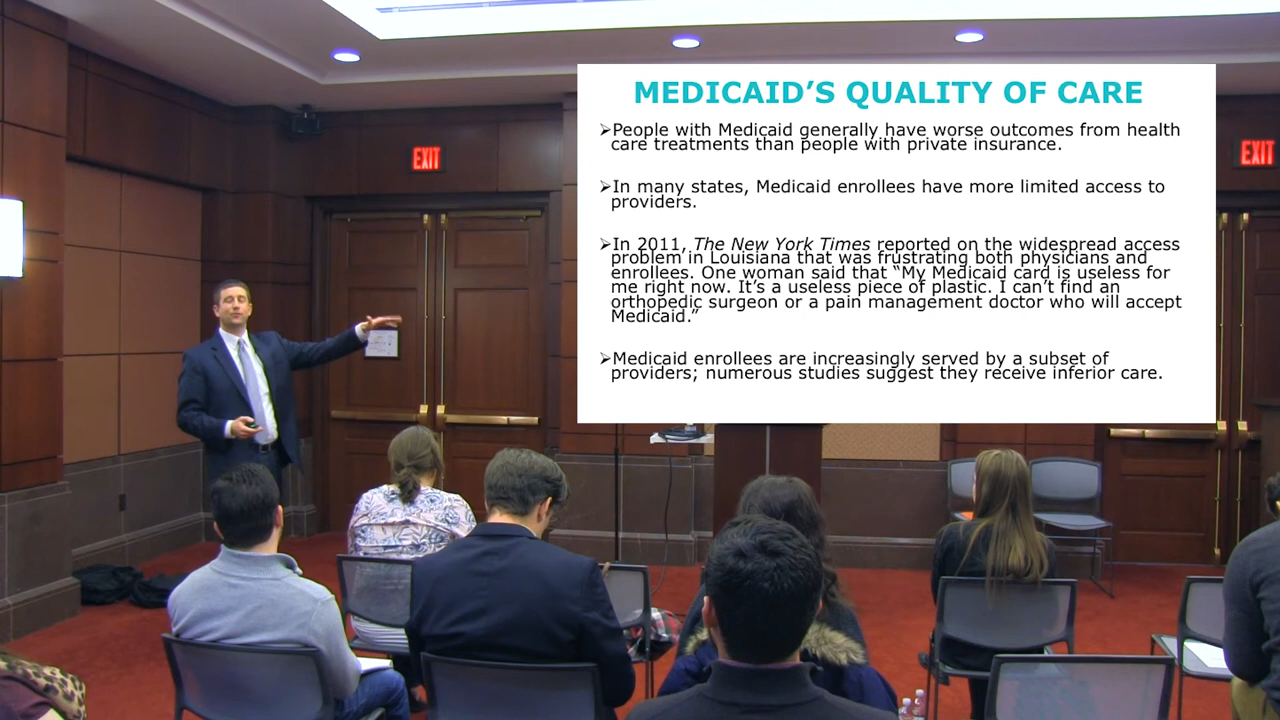 MEDICAID'S QUALITY OF CARE
➢People with Medicaid generally have worse outcomes from health
care treatments than people with private insurance.
➢In many states, Medicaid enrollees have more limited access to
providers.
➢In 2011, The New York Times reported on the widespread access
problem in Louisiana that was frustrating both physicians and
enrollees. One woman said that “My Medicaid card is useless for
me right now. It’s a useless piece of plastic. I can’t find an
orthopedic surgeon or a pain management doctor who will accept
Medicaid.”
➢Medicaid enrollees are increasingly served by a subset of
providers; numerous studies suggest they receive inferior care.
EXIT
EXIT